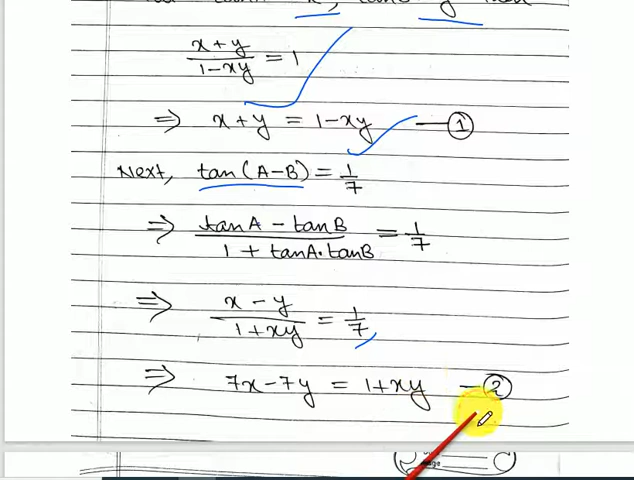 x+y/1-xy = 1
⇒ x+y = 1-xy —①
Next, tan(A-B) = 1/7
⇒ tanA - tanB/1 + tanA·tanB = 1/7
⇒ x-y/1+xy = 1/7
⇒ 7x-7y = 1+xy —②